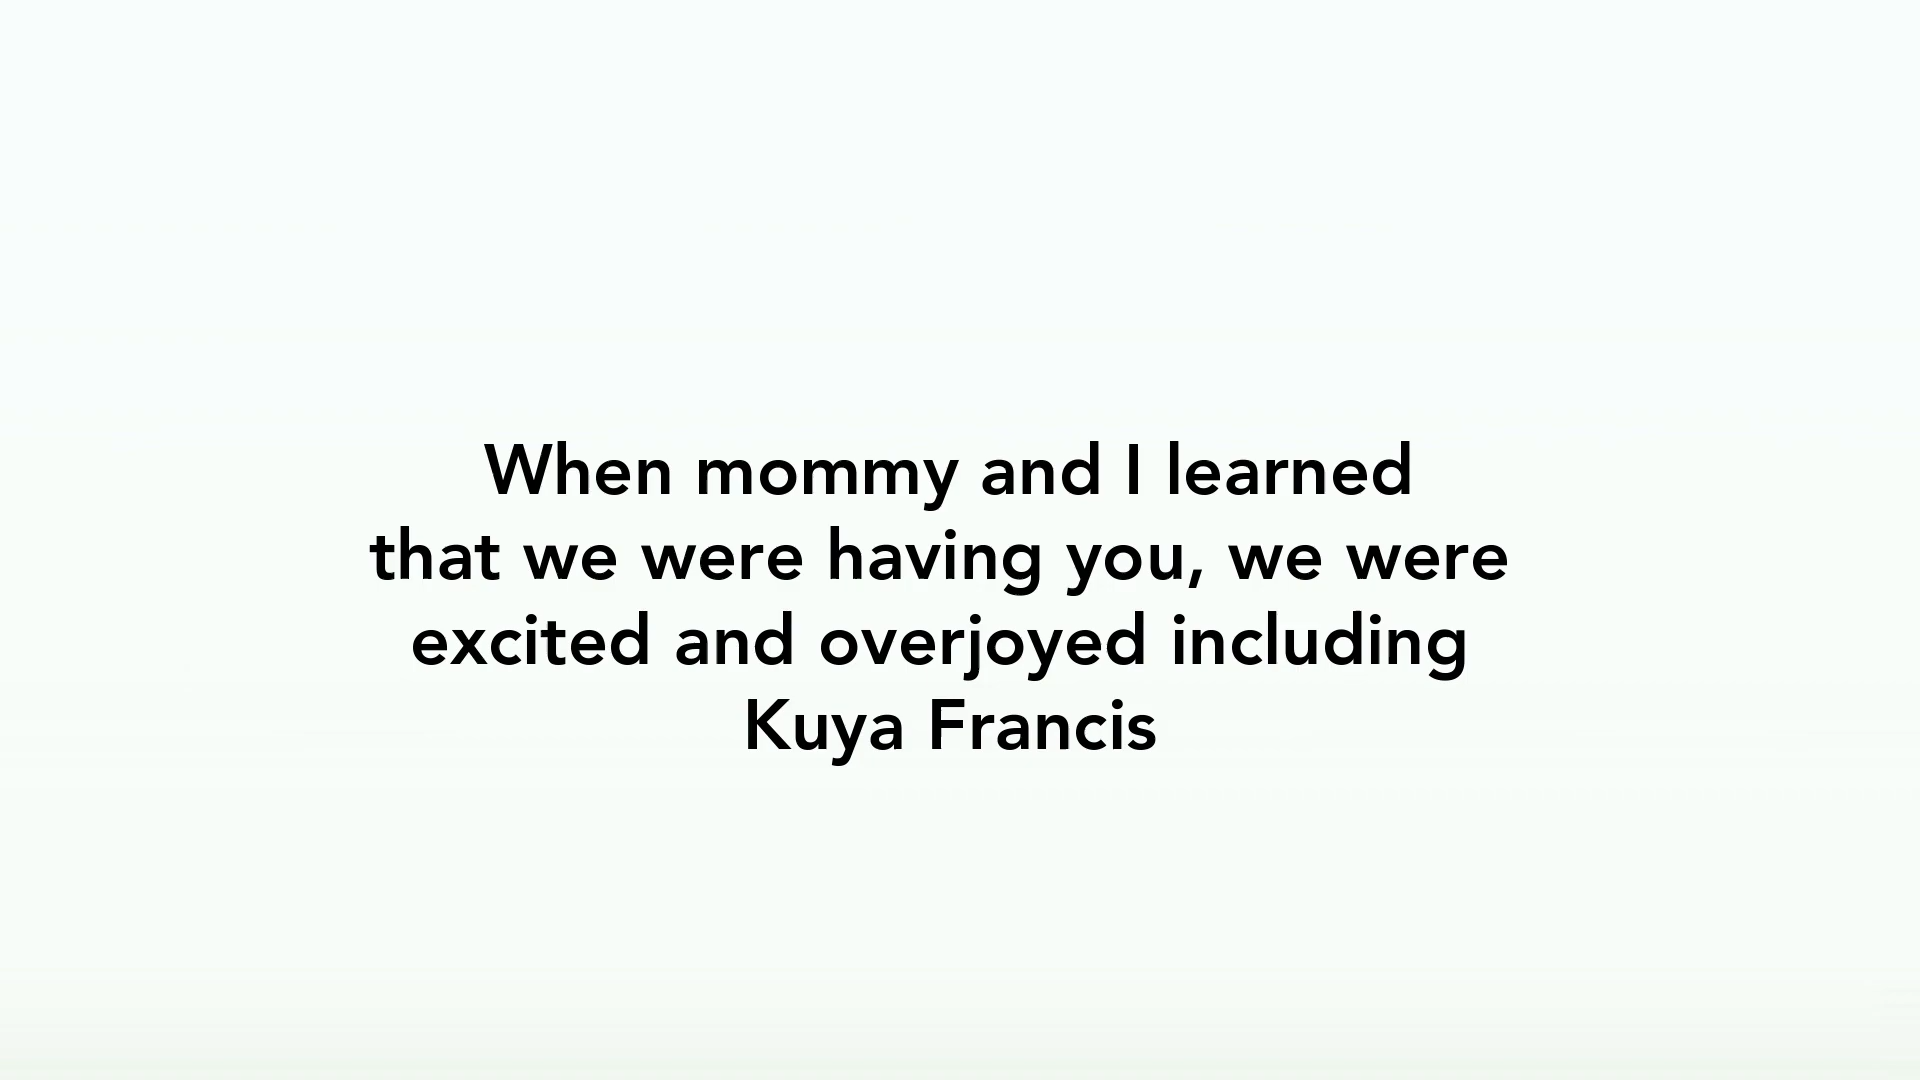 When mommy and I learned
that we were having you, we were
excited and overjoyed including
Kuya Francis